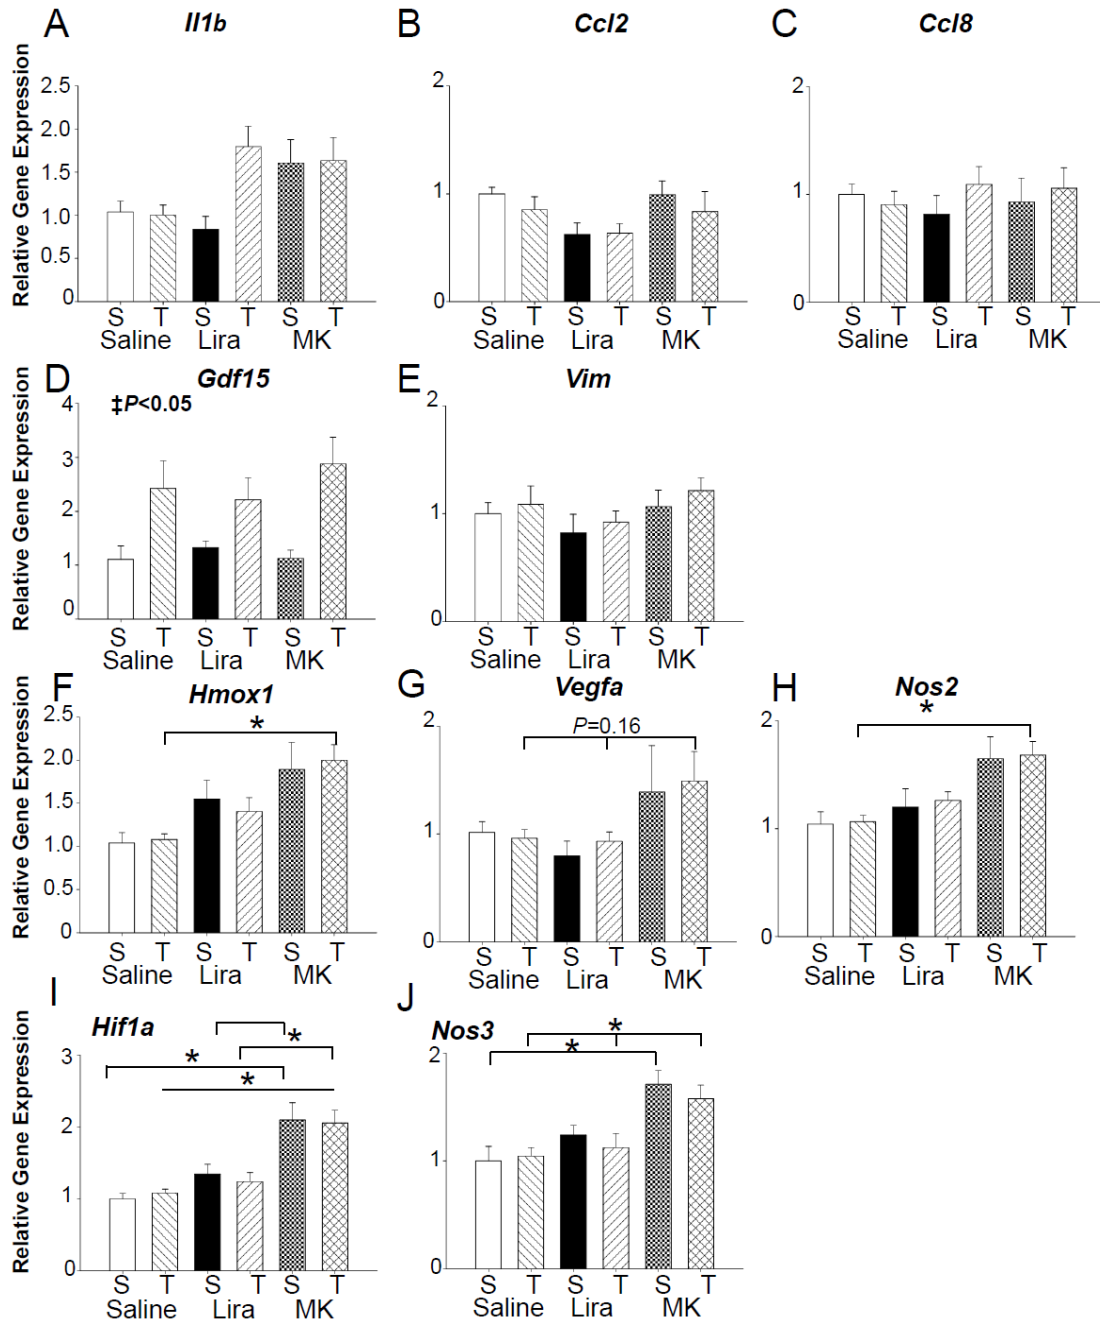 A
Il1b
B
Ccl2
C
Ccl8
Relative Gene Expression
2.5
2.0
1.5
1.0
0.5
0
S T S T S T
Saline Lira MK
2
1
0
S T S T S T
Saline Lira MK
2
1
0
S T S T S T
Saline Lira MK
D
Gdf15
‡P<0.05
E
Vim
Relative Gene Expression
4
3
2
1
0
S T S T S T
Saline Lira MK
2
1
0
S T S T S T
Saline Lira MK
F
Hmox1
G
Vegfa
H
Nos2
Relative Gene Expression
2.5
2.0
1.5
1.0
0.5
0
*
S T S T S T
Saline Lira MK
2
1
0
P=0.16
S T S T S T
Saline Lira MK
2
1
0
*
S T S T S T
Saline Lira MK
I
Hif1a
J
Nos3
Relative Gene Expression
3
2
1
0
*
*
*
S T S T S T
Saline Lira MK
2
1
0
*
*
S T S T S T
Saline Lira MK